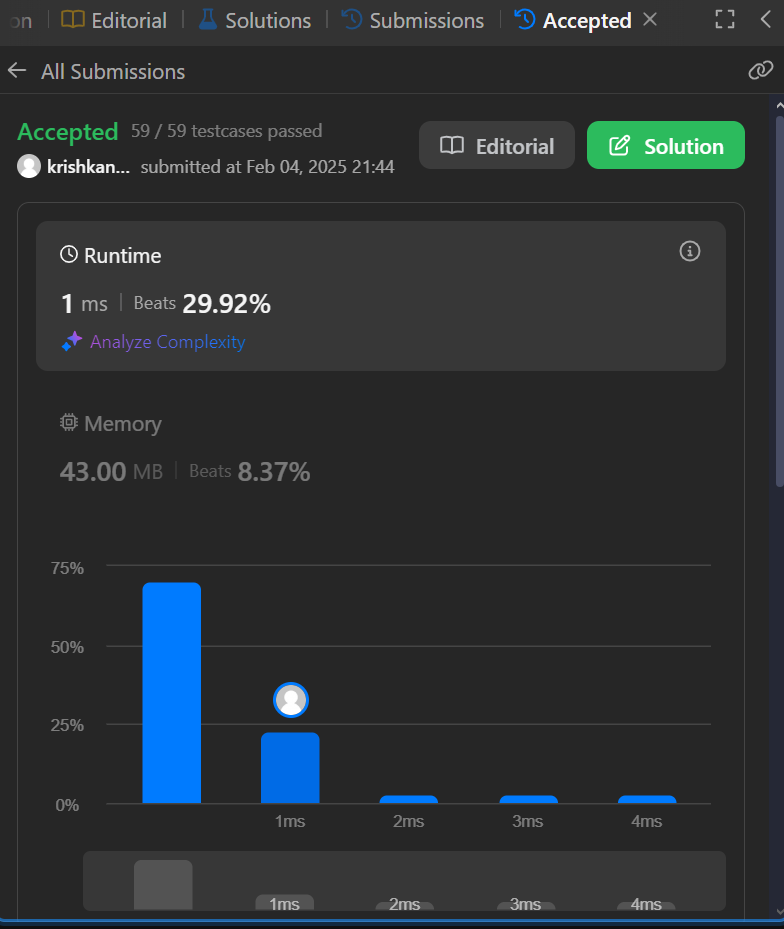 on Editorial Solutions Submissions Accepted
All Submissions
Accepted 59 / 59 testcases passed
krishkan... submitted at Feb 04, 2025 21:44
Editorial
Solution
Runtime
1 ms Beats 29.92%
Analyze Complexity
Memory
43.00 MB Beats 8.37%
75%
50%
25%
0%
1ms 2ms 3ms 4ms
1ms 2ms 3ms 4ms